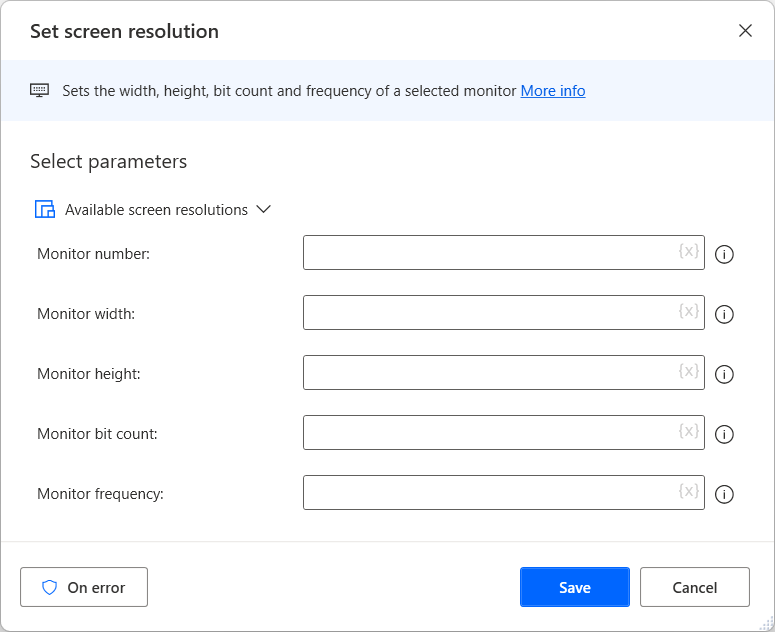 Set screen resolution
Sets the width, height, bit count and frequency of a selected monitor More info
Select parameters
Available screen resolutions
Monitor number: {x}
Monitor width: {x}
Monitor height: {x}
Monitor bit count: {x}
Monitor frequency: {x}
On error Save Cancel